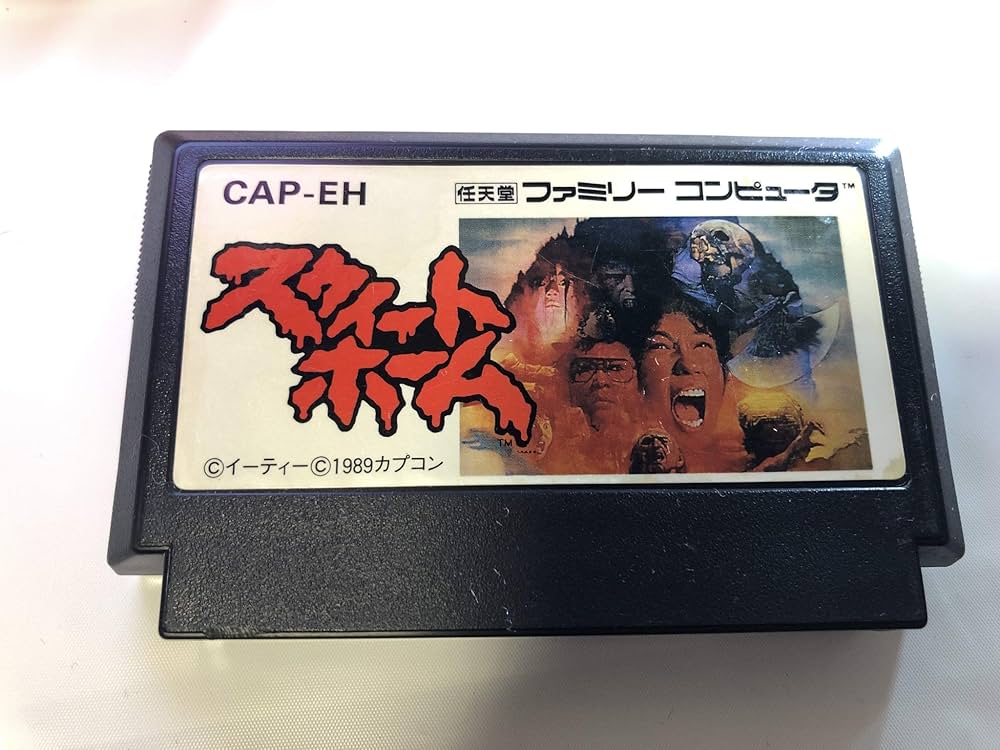 CAP-EH
任天堂 ファミリー コンピュータ™
スウィート
ホーム
TM
©イーティー©1989カプコン